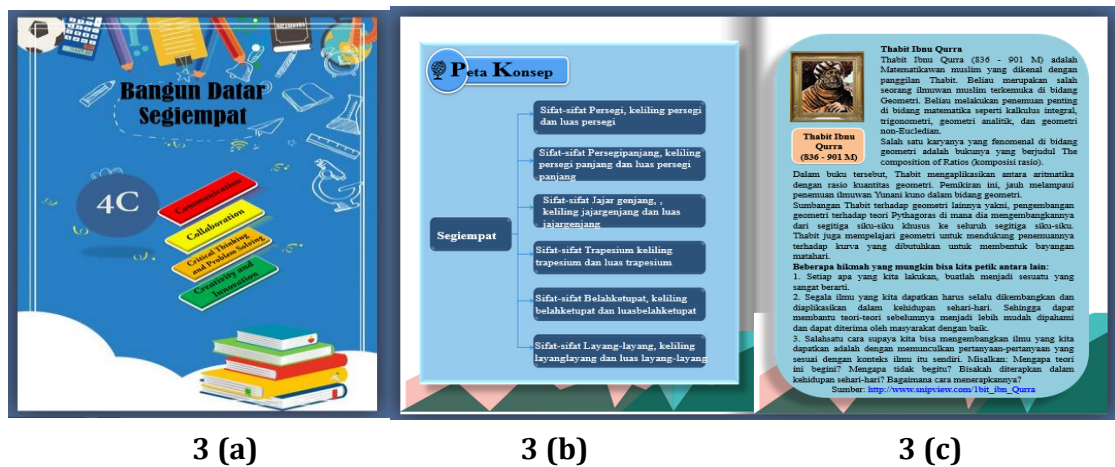 Bangun Datar
Segiempat
4C
Communication
Collaboration
Critical Thinking
and Problem Solving
Creativity and
Innovation
3 (a)
Peta Konsep
Segiempat
Sifat-sifat Persegi, keliling persegi
dan luas persegi
Sifat-sifat Persegipanjang, keliling
persegi panjang dan luas persegi
panjang
Sifat-sifat Jajar genjang, ,
keliling jajargenjang dan luas
jajargenjang
Sifat-sifat Trapesium keliling
trapesium dan luas trapesium
Sifat-sifat Belahketupat, keliling
belahketupat dan luasbelahketupat
Sifat-sifat Layang-layang, keliling
layanglayang dan luas layang-layang
3 (b)
Thabit Ibnu
Qurra
(836 - 901 M)
Thabit Ibnu Qurra
Thabit Ibnu Qurra (836 - 901 M) adalah
Matematikawan muslim yang dikenal dengan
panggilan Thabit. Beliau merupakan salah
seorang ilmuwan muslim terkemuka di bidang
Geometri. Beliau melakukan penemuan penting
di bidang matematika seperti kalkulus integral,
trigonometri, geometri analitik, dan geometri
non-Eucledian.
Salah satu karyanya yang fenomenal di bidang
geometri adalah bukunya yang berjudul The
composition of Ratios (komposisi rasio).
Dalam buku tersebut, Thabit mengaplikasikan antara aritmatika
dengan rasio kuantitas geometri. Pemikiran ini, jauh melampaui
penemuan ilmuwan Yunani kuno dalam bidang geometri.
Sumbangan Thabit terhadap geometri lainnya yakni, pengembangan
geometri terhadap teori Pythagoras di mana dia mengembangkannya
dari segitiga siku-siku khusus ke seluruh segitiga siku-siku.
Thabit juga mempelajari geometri untuk mendukung penemuannya
terhadap kurva yang dibutuhkan untuk membentuk bayangan
matahari.
Beberapa hikmah yang mungkin bisa kita petik antara lain:
1. Setiap apa yang kita lakukan, buatlah menjadi sesuatu yang
sangat berarti.
2. Segala ilmu yang kita dapatkan harus selalu dikembangkan dan
diaplikasikan dalam kehidupan sehari-hari. Sehingga dapat
membantu teori-teori sebelumnya menjadi lebih mudah dipahami
dan dapat diterima oleh masyarakat dengan baik.
3. Salahsatu cara supaya kita bisa mengembangkan ilmu yang kita
dapatkan adalah dengan memunculkan pertanyaan-pertanyaan yang
sesuai dengan konteks ilmu itu sendiri. Misalkan: Mengapa teori
ini begini? Mengapa tidak begitu? Bisakah diterapkan dalam
kehidupan sehari-hari? Bagaimana cara menerapkannya?
Sumber: http://www.snipview.com/1bit_ibn_Qurra
3 (c)